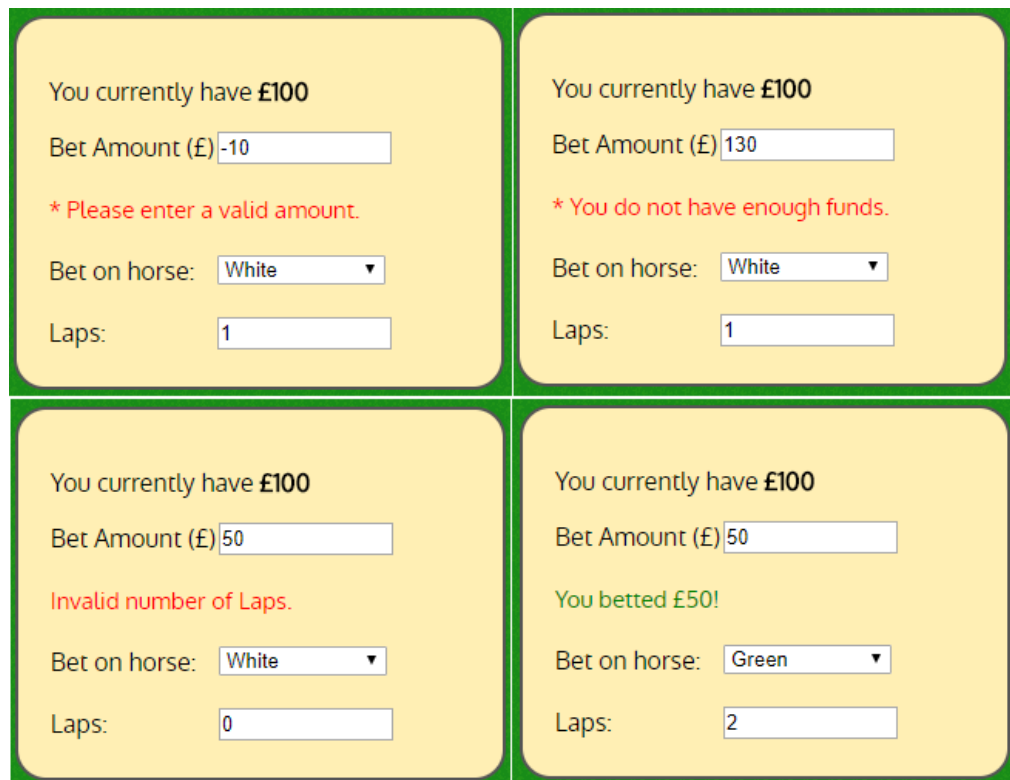 You currently have £100
Bet Amount (£) -10
* Please enter a valid amount.
Bet on horse: White
Laps: 1
You currently have £100
Bet Amount (£) 130
* You do not have enough funds.
Bet on horse: White
Laps: 1
You currently have £100
Bet Amount (£) 50
Invalid number of Laps.
Bet on horse: White
Laps: 0
You currently have £100
Bet Amount (£) 50
You betted £50!
Bet on horse: Green
Laps: 2